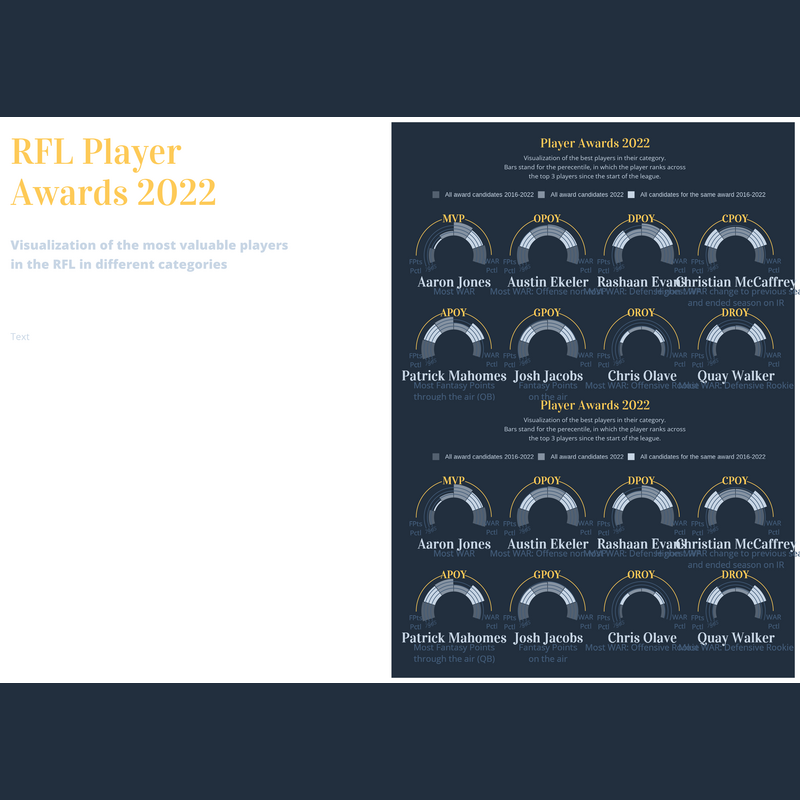 RFL Player
Awards 2022
Visualization of the most valuable players
in the RFL in different categories
Text
Player Awards 2022
Visualization of the best players in their category.
Bars stand for the perecentile, in which the player ranks across
the top 3 players since the start of the league.
All award candidates 2016-2022 All award candidates 2022 All candidates for the same award 2016-2022
MVP OPOY DPOY CPOY
FPts WAR FPts WAR FPts WAR FPts WAR
Pctl Pctl Pctl Pctl Pctl Pctl Pctl Pctl
Aaron Jones Austin Ekeler Rashaan Evans Christian McCaffrey
Most WAR Most WAR: Offense non-MVP Most WAR: Defense WAR change to previous
and ended season on IR
APOY GPOY OROY DROY
FPts WAR FPts WAR FPts WAR FPts WAR
Pctl Pctl Pctl Pctl Pctl Pctl Pctl Pctl
Patrick Mahomes Josh Jacobs Chris Olave Quay Walker
Most Fantasy Points Fantasy Points Most WAR: Offensive Rookie Most WAR: Defensive Rookie
through the air (QB) on the air
Player Awards 2022
Visualization of the best players in their category.
Bars stand for the perecentile, in which the player ranks across
the top 3 players since the start of the league.
All award candidates 2016-2022 All award candidates 2022 All candidates for the same award 2016-2022
MVP OPOY DPOY CPOY
FPts WAR FPts WAR FPts WAR FPts WAR
Pctl Pctl Pctl Pctl Pctl Pctl Pctl Pctl
Aaron Jones Austin Ekeler Rashaan Evans Christian McCaffrey
Most WAR Most WAR: Offense non-MVP Most WAR: Defense WAR change to previous
and ended season on IR
APOY GPOY OROY DROY
FPts WAR FPts WAR FPts WAR FPts WAR
Pctl Pctl Pctl Pctl Pctl Pctl Pctl Pctl
Patrick Mahomes Josh Jacobs Chris Olave Quay Walker
Most Fantasy Points Fantasy Points Most WAR: Offensive Rookie Most WAR: Defensive Rookie
through the air (QB) on the air